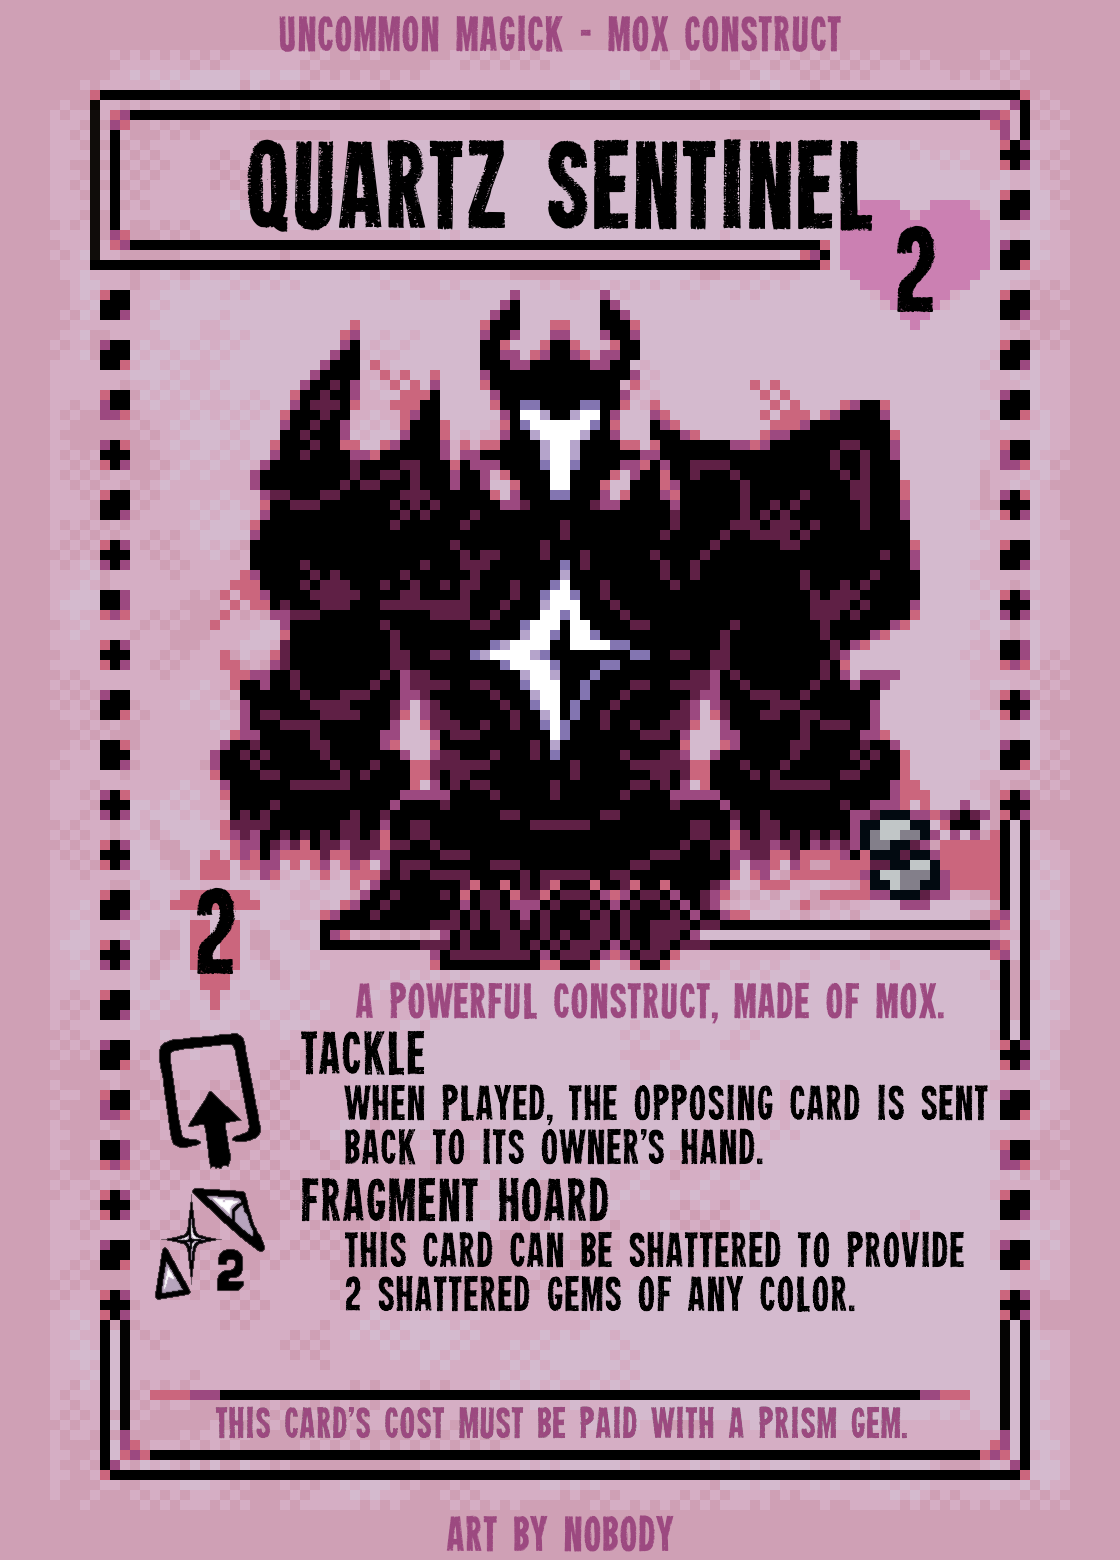 UNCOMMON MAGICK - MOX CONSTRUCT
QUARTZ SENTINEL
2
2
A POWERFUL CONSTRUCT, MADE OF MOX.
TACKLE
WHEN PLAYED, THE OPPOSING CARD IS SENT
BACK TO ITS OWNER'S HAND.
FRAGMENT HOARD
2
THIS CARD CAN BE SHATTERED TO PROVIDE
2 SHATTERED GEMS OF ANY COLOR.
THIS CARD'S COST MUST BE PAID WITH A PRISM GEM.
ART BY NOBODY